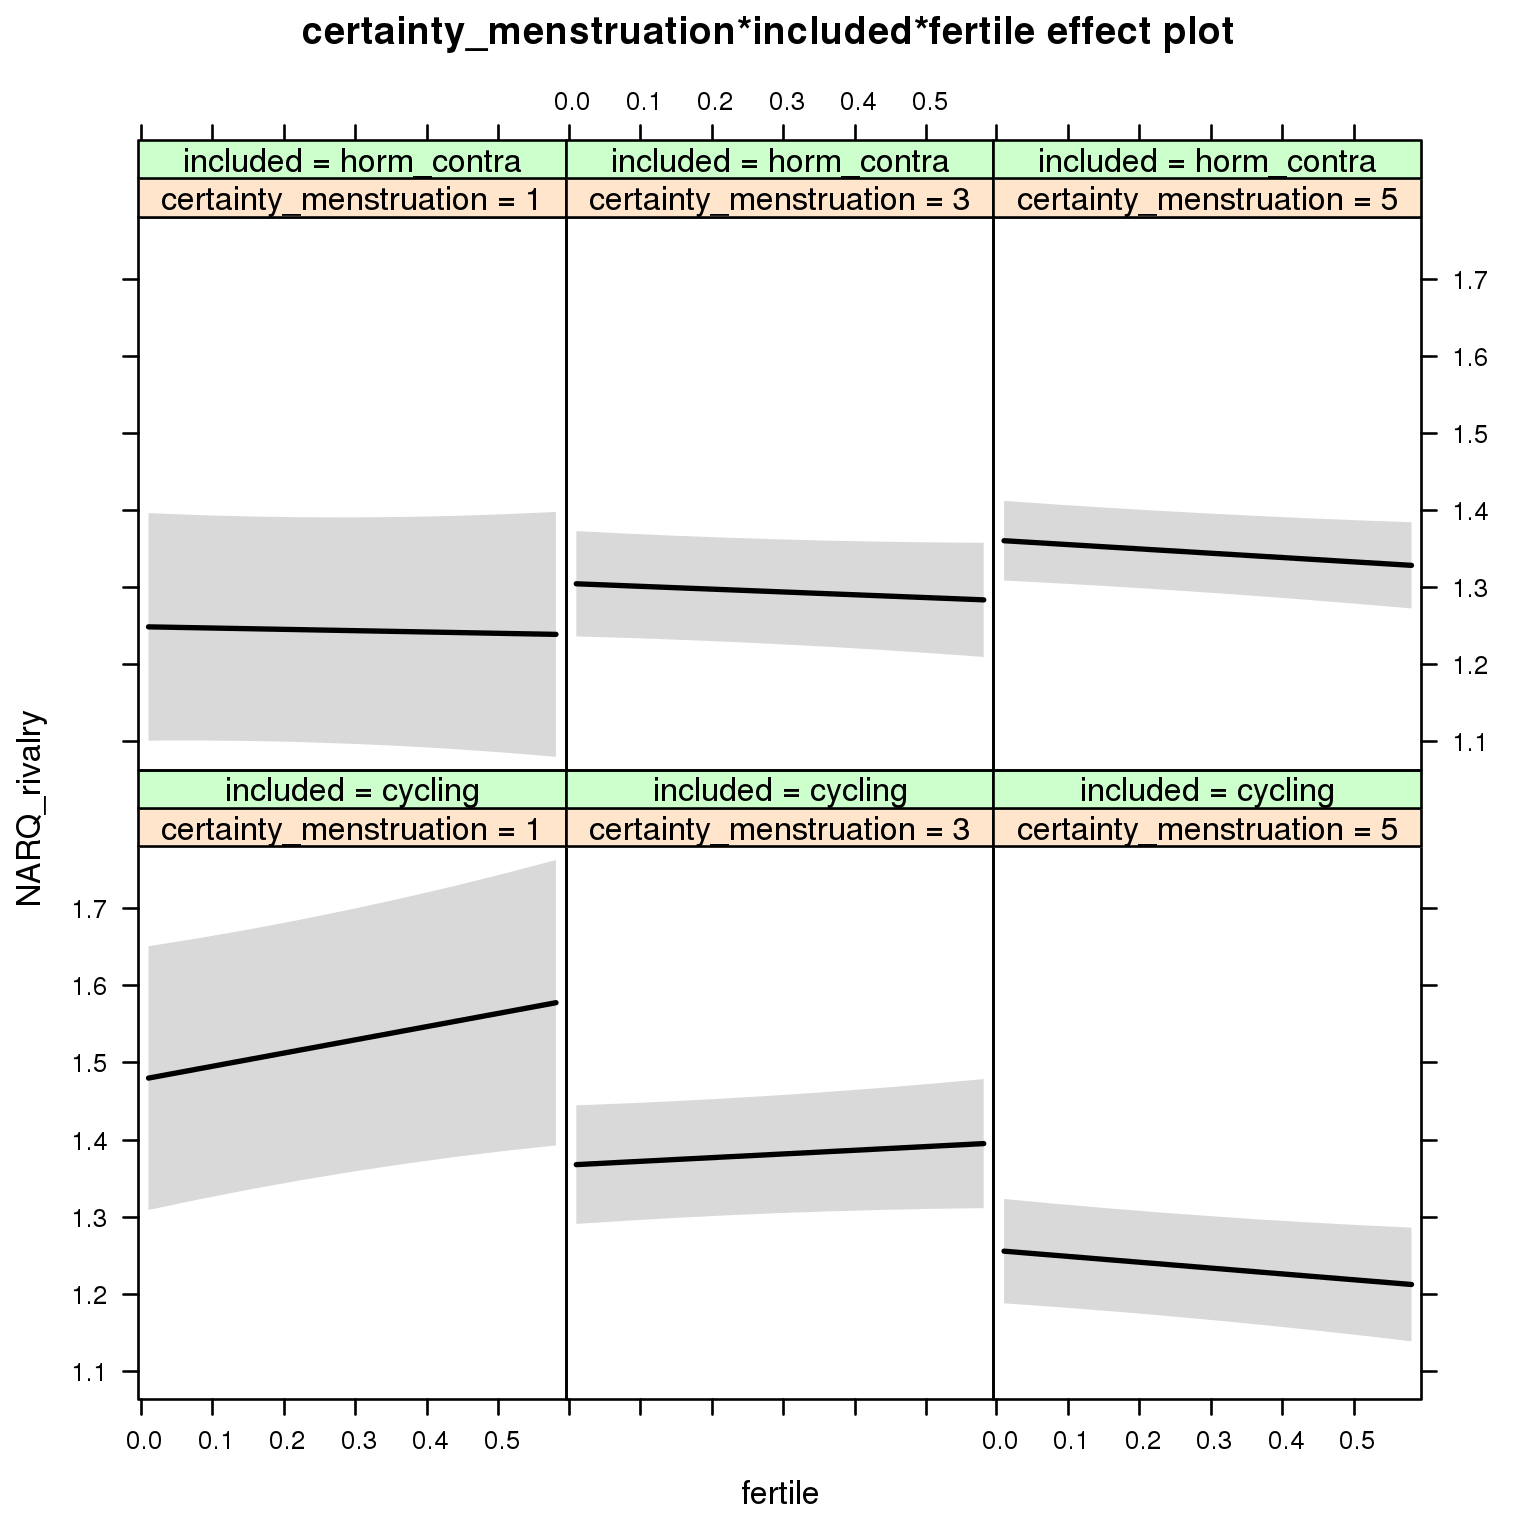 certainty_menstruation*included*fertile effect plot
0.0 0.1 0.2 0.3 0.4 0.5
included = horm_contra included = horm_contra included = horm_contra
certainty_menstruation = 1 certainty_menstruation = 3 certainty_menstruation = 5
1.7
1.6
1.5
1.4
1.3
1.2
1.1
NARQ_rivalry
included = cycling included = cycling included = cycling
certainty_menstruation = 1 certainty_menstruation = 3 certainty_menstruation = 5
1.7
1.6
1.5
1.4
1.3
1.2
1.1
0.0 0.1 0.2 0.3 0.4 0.5 0.0 0.1 0.2 0.3 0.4 0.5
fertile